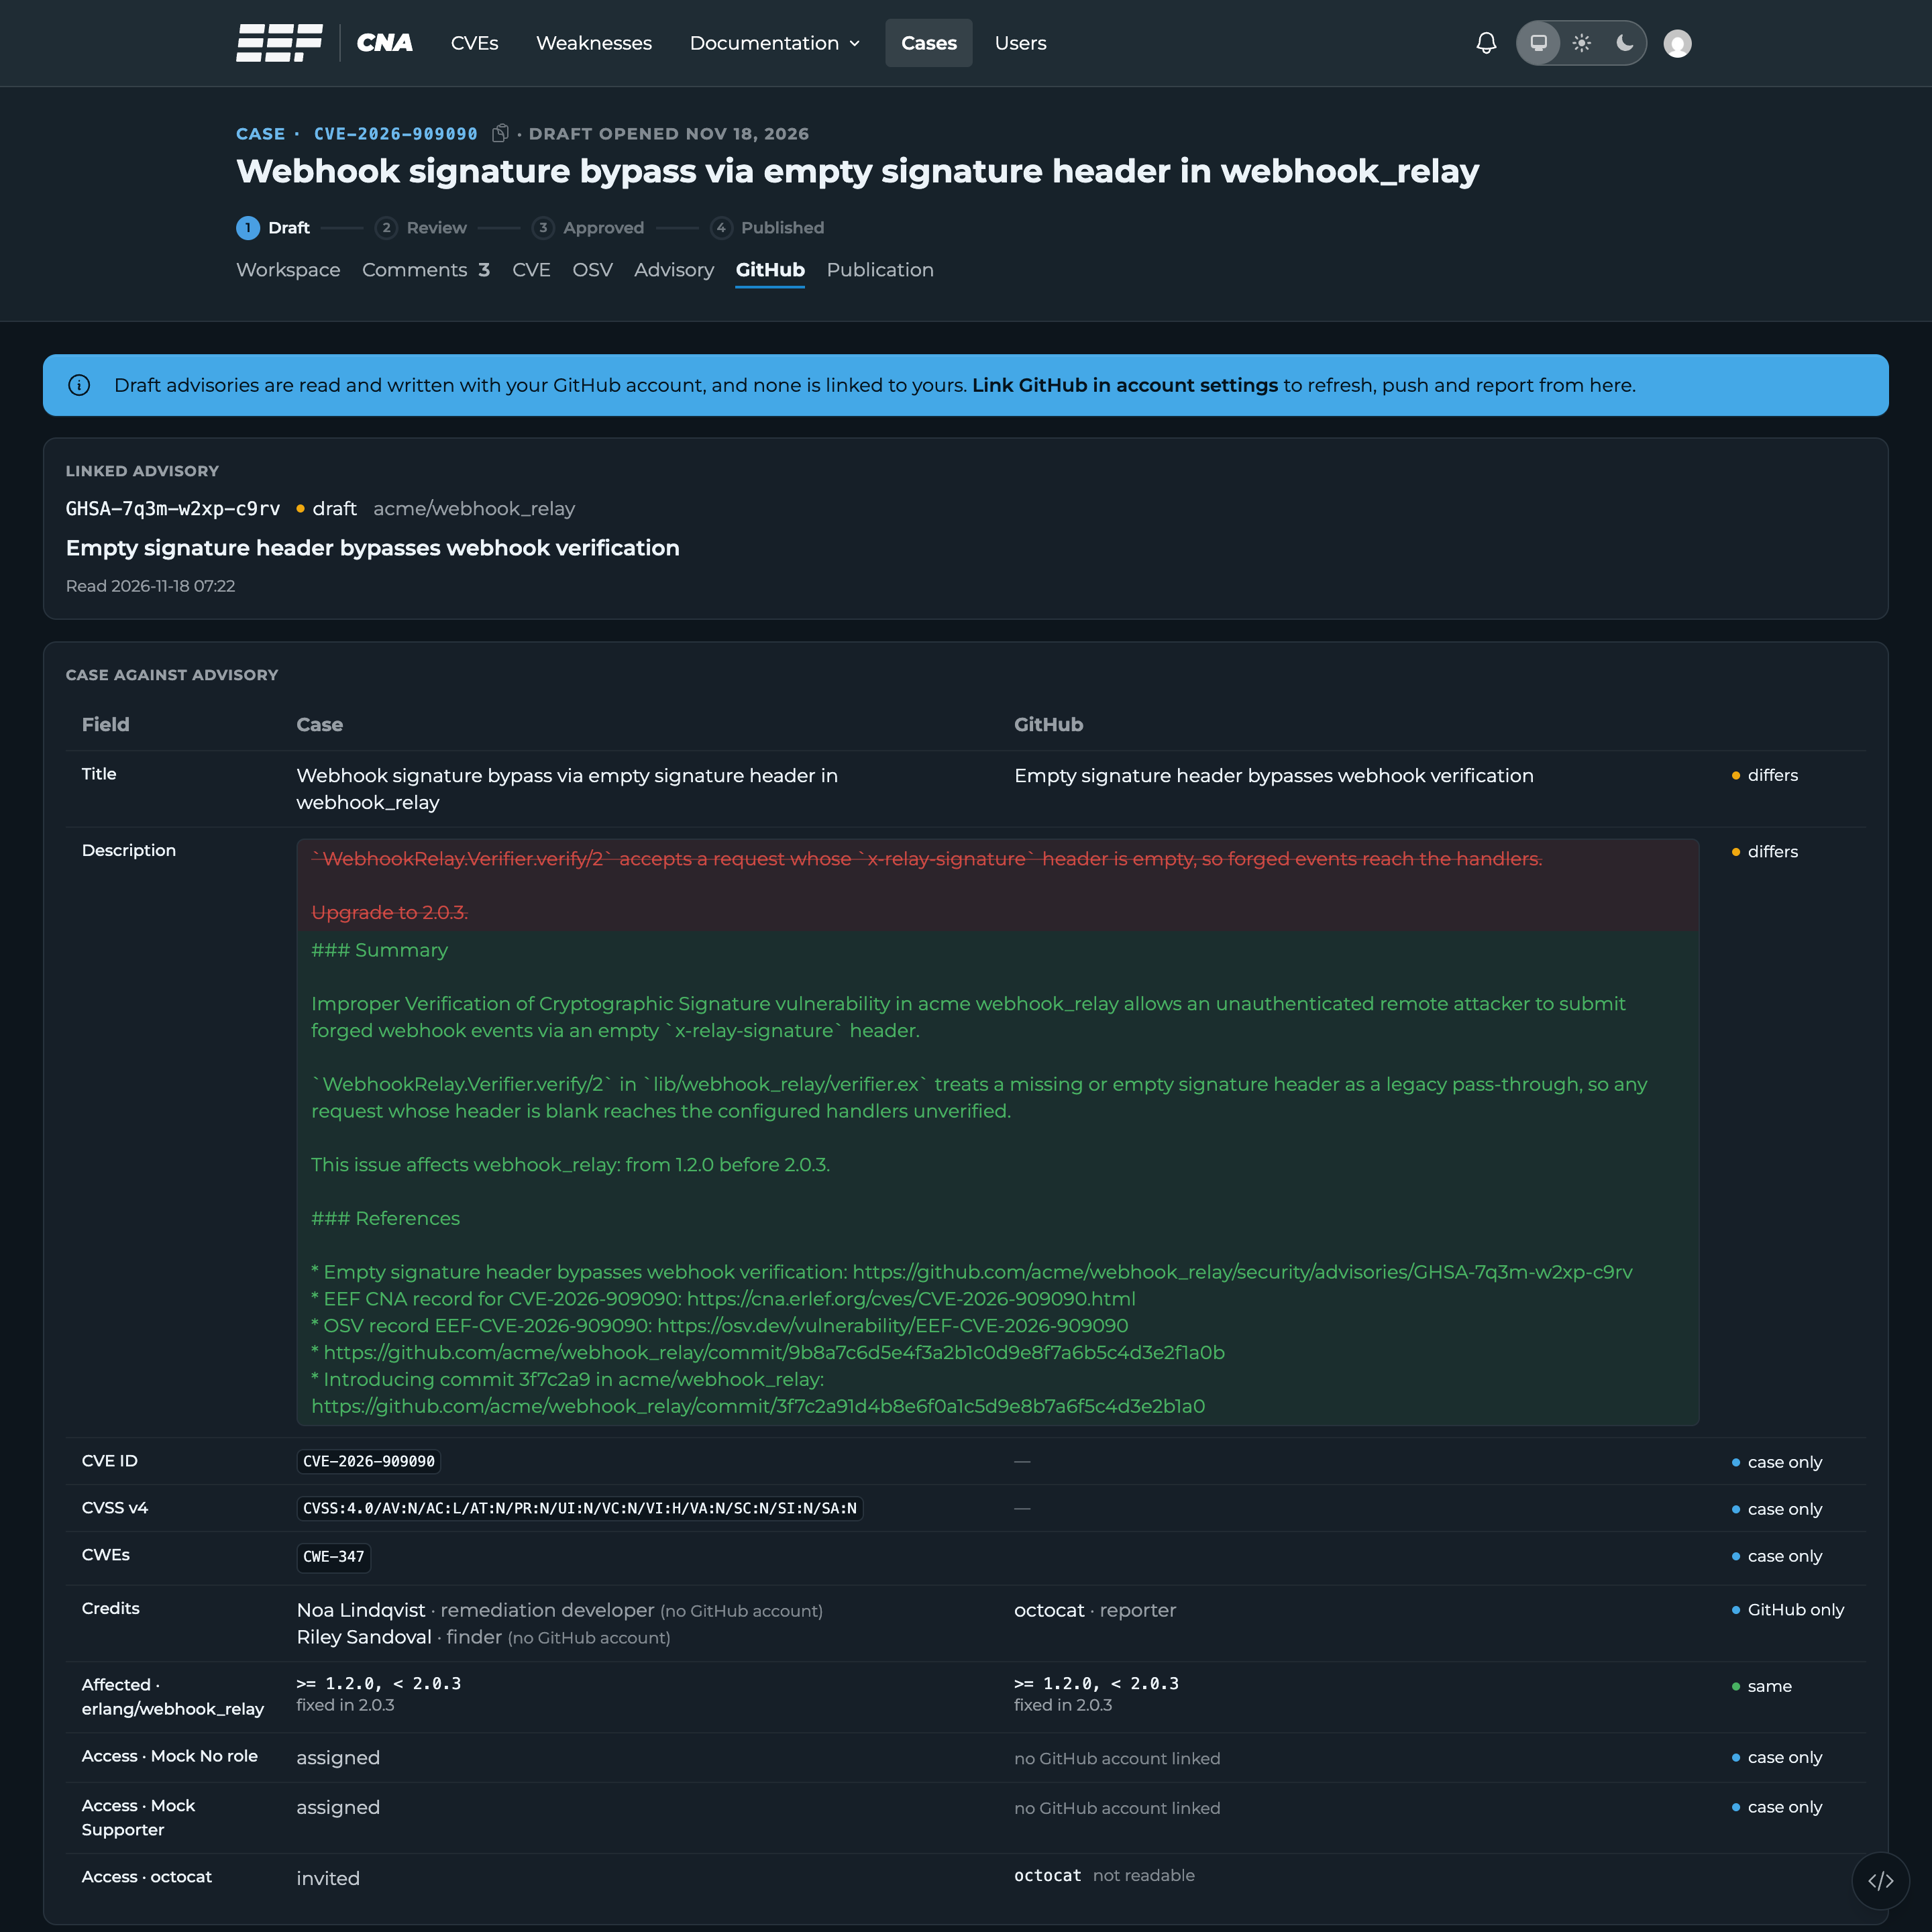 EEF CNA CVEs Weaknesses Documentation Cases Users
CASE · CVE-2026-909090 · DRAFT OPENED NOV 18, 2026
Webhook signature bypass via empty signature header in webhook_relay
1 Draft 2 Review 3 Approved 4 Published
Workspace Comments 3 CVE OSV Advisory GitHub Publication
Draft advisories are read and written with your GitHub account, and none is linked to yours. Link GitHub in account settings to refresh, push and report from here.
LINKED ADVISORY
GHSA-7q3m-w2xp-c9rv draft acme/webhook_relay
Empty signature header bypasses webhook verification
Read 2026-11-18 07:22
CASE AGAINST ADVISORY
Field Case GitHub
Title Webhook signature bypass via empty signature header in Empty signature header bypasses webhook verification differs
webhook_relay
Description `WebhookRelay.Verifier.verify/2` accepts a request whose `x-relay-signature` header is empty, so forged events reach the handlers. differs
Upgrade to 2.0.3.
### Summary
Improper Verification of Cryptographic Signature vulnerability in acme webhook_relay allows an unauthenticated remote attacker to submit
forged webhook events via an empty `x-relay-signature` header.
`WebhookRelay.Verifier.verify/2` in `lib/webhook_relay/verifier.ex` treats a missing or empty signature header as a legacy pass-through, so any
request whose header is blank reaches the configured handlers unverified.
This issue affects webhook_relay: from 1.2.0 before 2.0.3.
### References
* Empty signature header bypasses webhook verification: https://github.com/acme/webhook_relay/security/advisories/GHSA-7q3m-w2xp-c9rv
* EEF CNA record for CVE-2026-909090: https://cna.erlef.org/cves/CVE-2026-909090.html
* OSV record EEF-CVE-2026-909090: https://osv.dev/vulnerability/EEF-CVE-2026-909090
* https://github.com/acme/webhook_relay/commit/9b8a7c6d5e4f3a2b1c0d9e8f7a6b5c4d3e2f1a0b
* Introducing commit 3f7c2a9 in acme/webhook_relay:
https://github.com/acme/webhook_relay/commit/3f7c2a91d4b8e6f0a1c5d9e8b7a6f5c4d3e2b1a0
CVE ID CVE-2026-909090 — case only
CVSS v4 CVSS:4.0/AV:N/AC:L/AT:N/PR:N/UI:N/VC:N/VI:H/VA:N/SC:N/SI:N/SA:N — case only
CWEs CWE-347 case only
Credits Noa Lindqvist · remediation developer (no GitHub account) octocat · reporter GitHub only
Riley Sandoval · finder (no GitHub account)
Affected · >= 1.2.0, < 2.0.3 >= 1.2.0, < 2.0.3 same
erlang/webhook_relay fixed in 2.0.3 fixed in 2.0.3
Access · Mock No role assigned no GitHub account linked case only
Access · Mock assigned no GitHub account linked case only
Supporter
Access · octocat invited octocat not readable